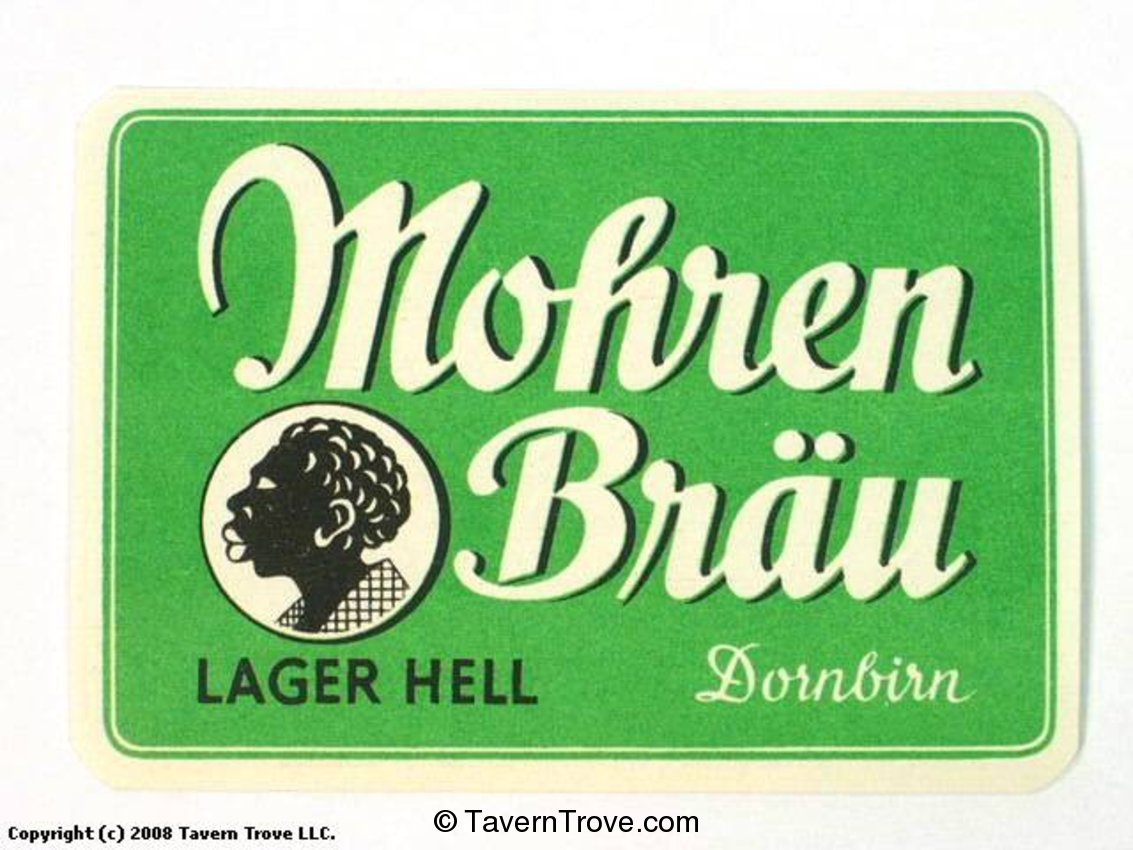 Mohren
Bräu
LAGER HELL
Dornbirn
Copyright (c) 2008 Tavern Trove LLC.
© TavernTrove.com